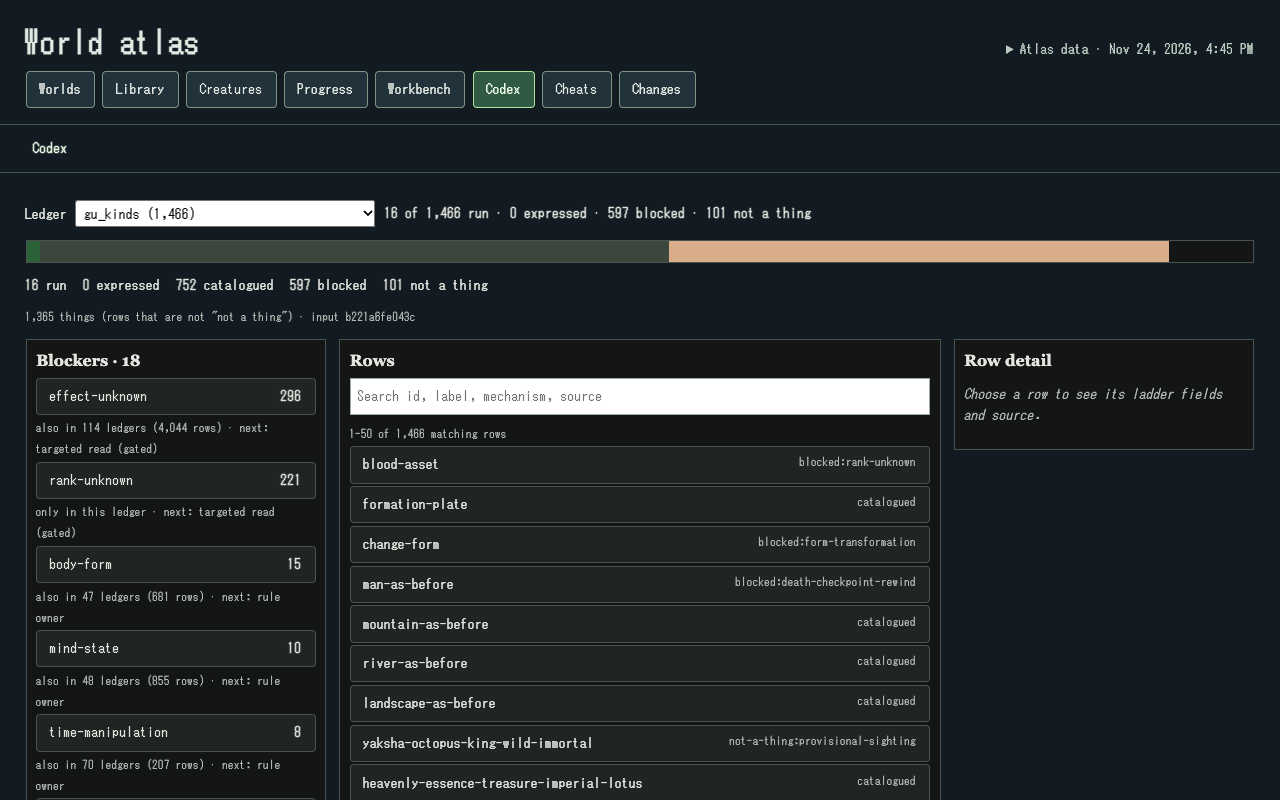 World atlas
▶ Atlas data · Nov 24, 2026, 4:45 PM
Worlds
Library
Creatures
Progress
Workbench
Codex
Cheats
Changes
Codex
Ledger
gu_kinds (1,466)
16 of 1,466 run · 0 expressed · 597 blocked · 101 not a thing
16 run 0 expressed 752 catalogued 597 blocked 101 not a thing
1,365 things (rows that are not "not a thing") · input b221a6fe043c
Blockers · 18
effect-unknown 296
also in 114 ledgers (4,044 rows) · next:
targeted read (gated)
rank-unknown 221
only in this ledger · next: targeted read
(gated)
body-form 15
also in 47 ledgers (681 rows) · next: rule
owner
mind-state 10
also in 48 ledgers (855 rows) · next: rule
owner
time-manipulation 8
also in 70 ledgers (207 rows) · next: rule
owner
Rows
Search id, label, mechanism, source
1-50 of 1,466 matching rows
blood-asset blocked:rank-unknown
formation-plate catalogued
change-form blocked:form-transformation
man-as-before blocked:death-checkpoint-rewind
mountain-as-before catalogued
river-as-before catalogued
landscape-as-before catalogued
yaksha-octopus-king-wild-immortal not-a-thing:provisional-sighting
heavenly-essence-treasure-imperial-lotus catalogued
Row detail
Choose a row to see its ladder fields
and source.